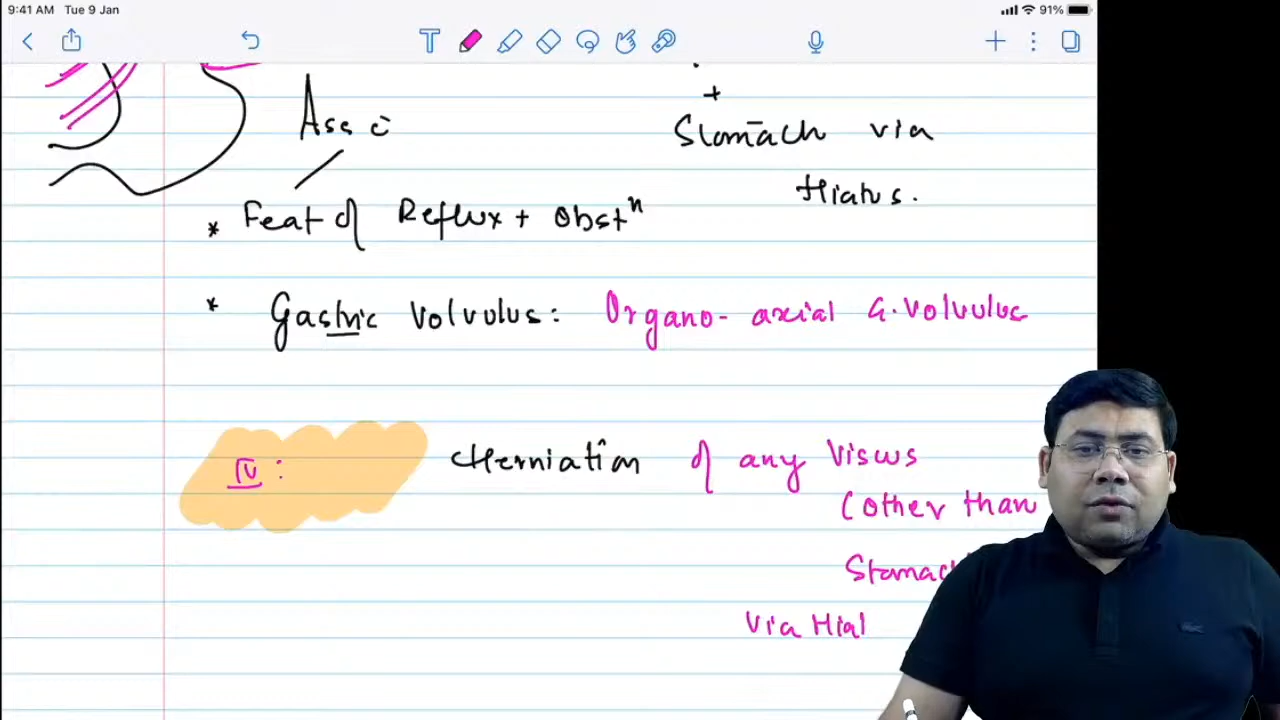 9:41 AM Tue 9 Jan 91%
+
Ass c̄
Stomach via
Hiatus.
* Feat of Reflux + Obstⁿ
* Gastric Volvulus: Organo-axial G. Volvulus
IV: Herniation of any Viscus
(other than
Stomach
Via Hiat